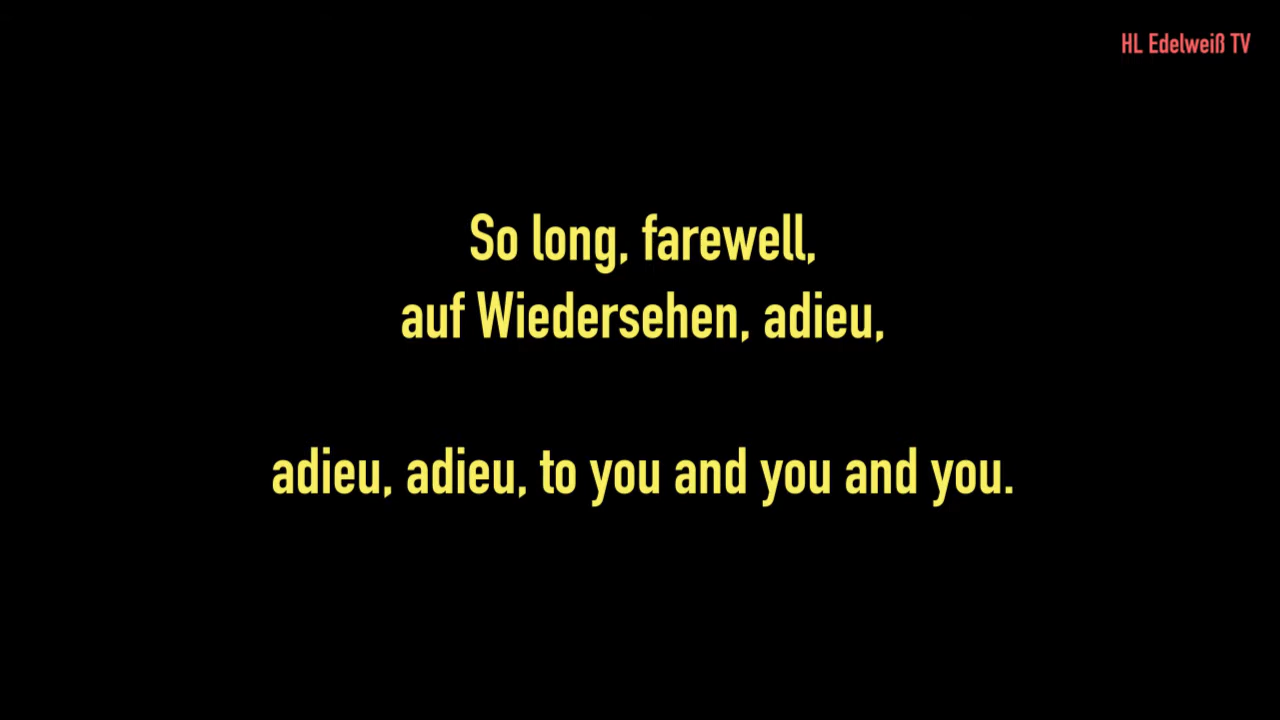 HL Edelweiß TV
So long, farewell,
auf Wiedersehen, adieu,
adieu, adieu, to you and you and you.